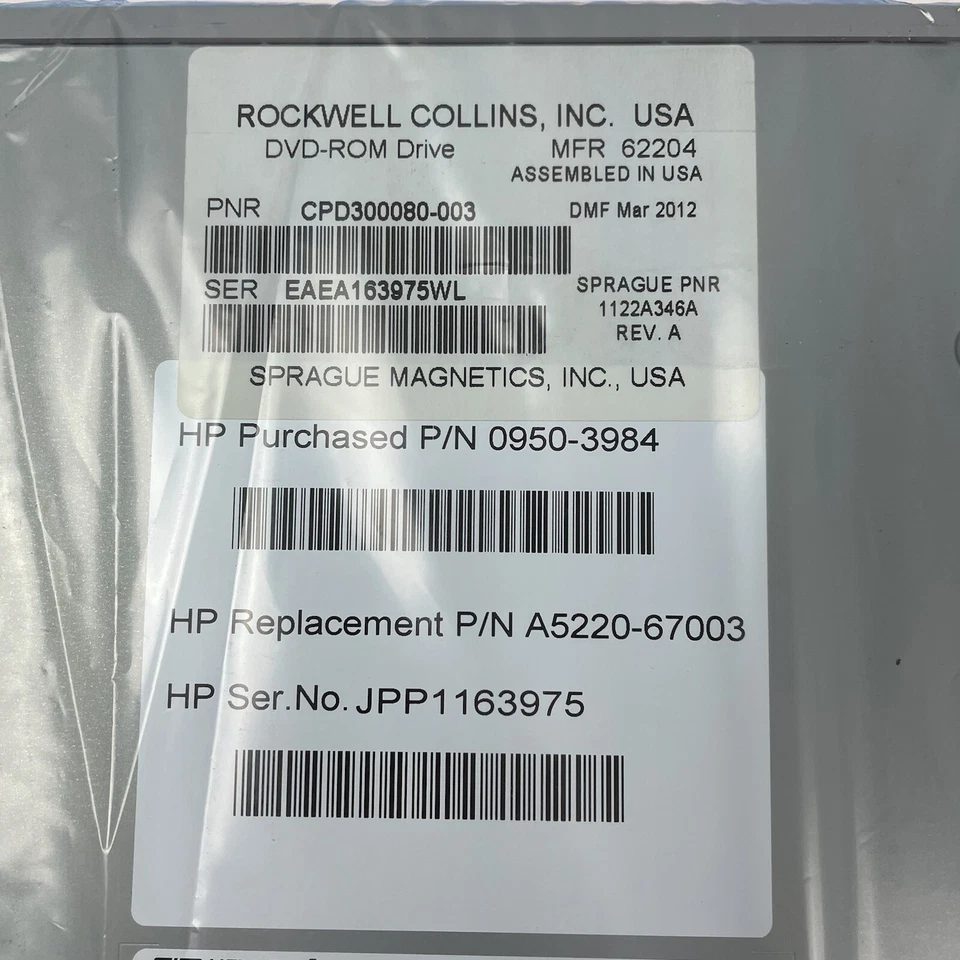 ROCKWELL COLLINS, INC. USA
DVD-ROM Drive MFR 62204
ASSEMBLED IN USA
PNR CPD300080-003 DMF Mar 2012
SER EAEA163975WL SPRAGUE PNR
1122A346A
REV. A
SPRAGUE MAGNETICS, INC., USA
HP Purchased P/N 0950-3984
HP Replacement P/N A5220-67003
HP Ser.No. JPP1163975